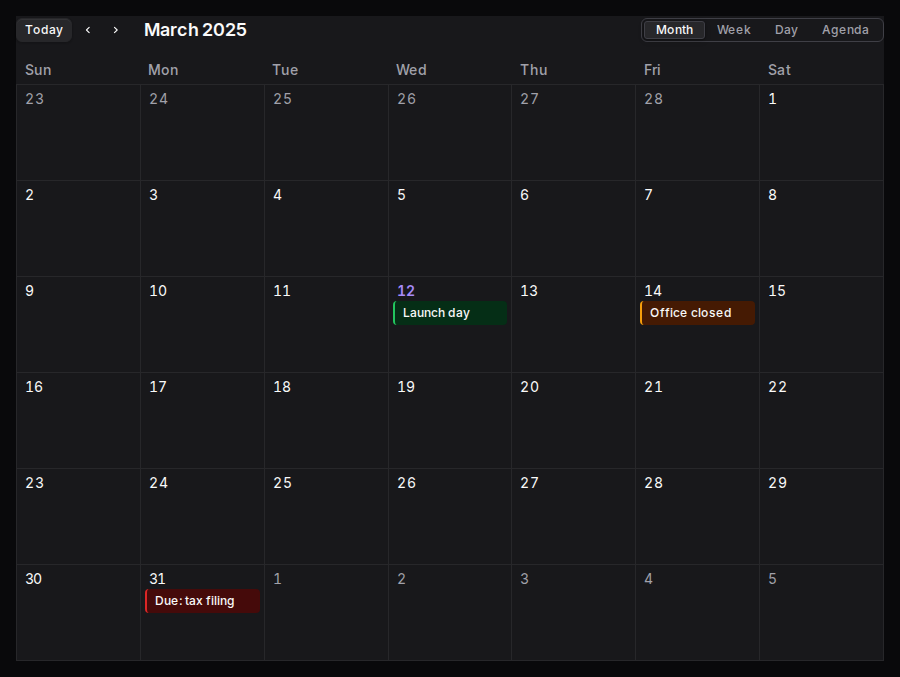 Today ‹ › March 2025 Month Week Day Agenda
Sun Mon Tue Wed Thu Fri Sat
23 24 25 26 27 28 1
2 3 4 5 6 7 8
9 10 11 12 13 14 15
Launch day Office closed
16 17 18 19 20 21 22
23 24 25 26 27 28 29
30 31 1 2 3 4 5
Due: tax filing